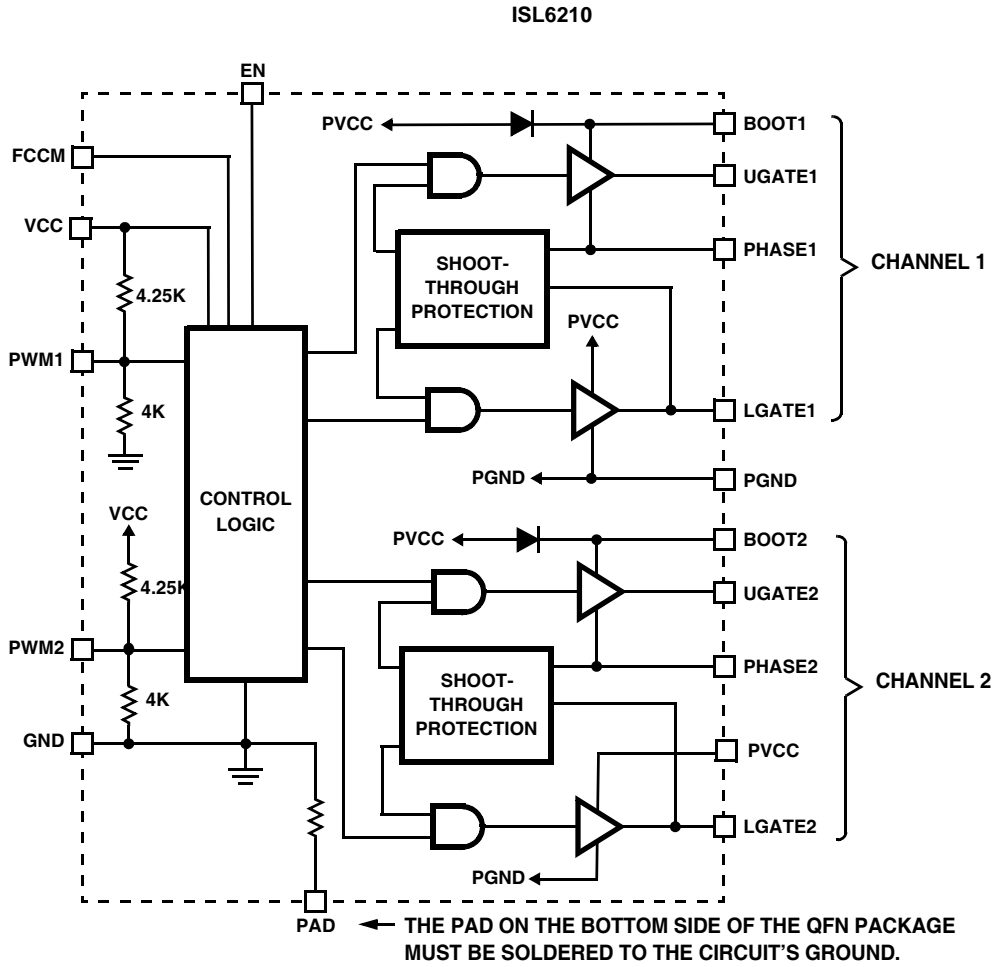 ISL6210
EN
PVCC
BOOT1
FCCM
UGATE1
VCC
PHASE1
SHOOT-
THROUGH
PROTECTION
CHANNEL 1
4.25K
PVCC
PWM1
4K
LGATE1
PGND
PGND
CONTROL
LOGIC
VCC
PVCC
BOOT2
4.25K
UGATE2
PWM2
PHASE2
SHOOT-
THROUGH
PROTECTION
CHANNEL 2
4K
GND
PVCC
LGATE2
PGND
PAD
THE PAD ON THE BOTTOM SIDE OF THE QFN PACKAGE
MUST BE SOLDERED TO THE CIRCUIT'S GROUND.